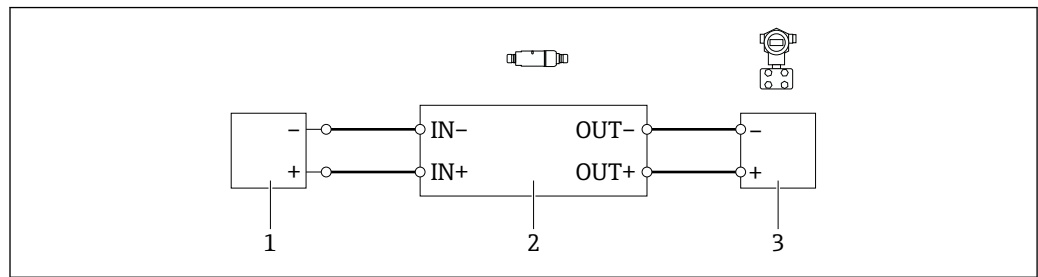 − IN− OUT− −
+ IN+ OUT+ +
1 2 3